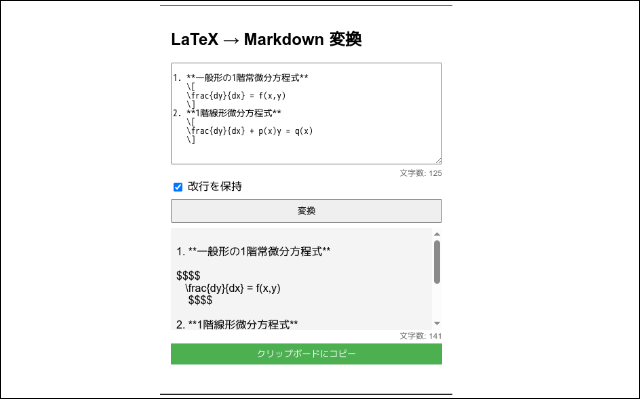 LaTeX → Markdown 変換
1. **一般形の1階常微分方程式**
\[
\frac{dy}{dx} = f(x,y)
\]
2. **1階線形微分方程式**
\[
\frac{dy}{dx} + p(x)y = q(x)
\]
文字数: 125
改行を保持
変換
1. **一般形の1階常微分方程式**
$$$$
\frac{dy}{dx} = f(x,y)
$$$$
2. **1階線形微分方程式**
文字数: 141
クリップボードにコピー